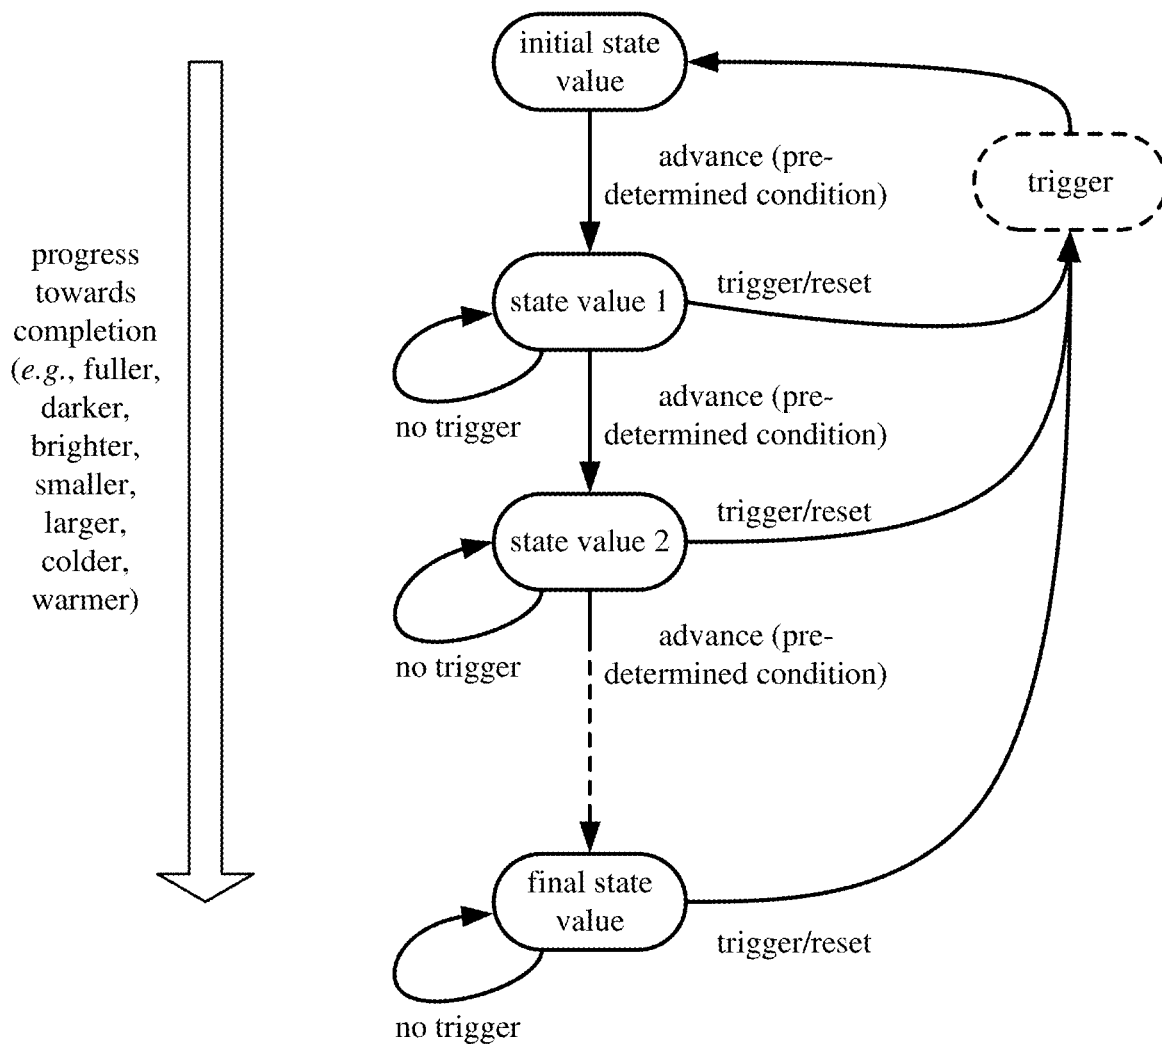 initial state
value
advance (pre-
determined condition)
trigger
progress
towards
completion
(e.g., fuller,
darker,
brighter,
smaller,
larger,
colder,
warmer)
state value 1
trigger/reset
no trigger
advance (pre-
determined condition)
state value 2
trigger/reset
no trigger
advance (pre-
determined condition)
final state
value
trigger/reset
no trigger